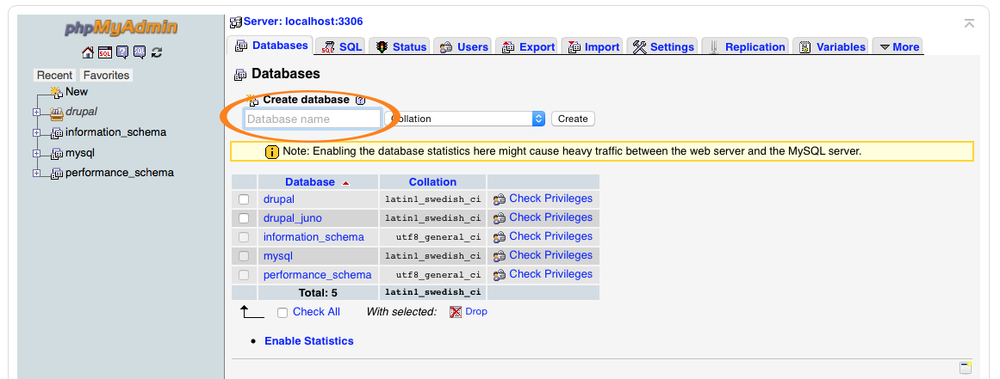 phpMyAdmin
Recent Favorites
New
drupal
information_schema
mysql
performance_schema
Server: localhost:3306
Databases SQL Status Users Export Import Settings Replication Variables More
Databases
Create database
Database name Collation Create
Note: Enabling the database statistics here might cause heavy traffic between the web server and the MySQL server.
Database Collation
drupal latin1_swedish_ci Check Privileges
drupal_juno latin1_swedish_ci Check Privileges
information_schema utf8_general_ci Check Privileges
mysql latin1_swedish_ci Check Privileges
performance_schema utf8_general_ci Check Privileges
Total: 5 latin1_swedish_ci
Check All With selected: Drop
• Enable Statistics